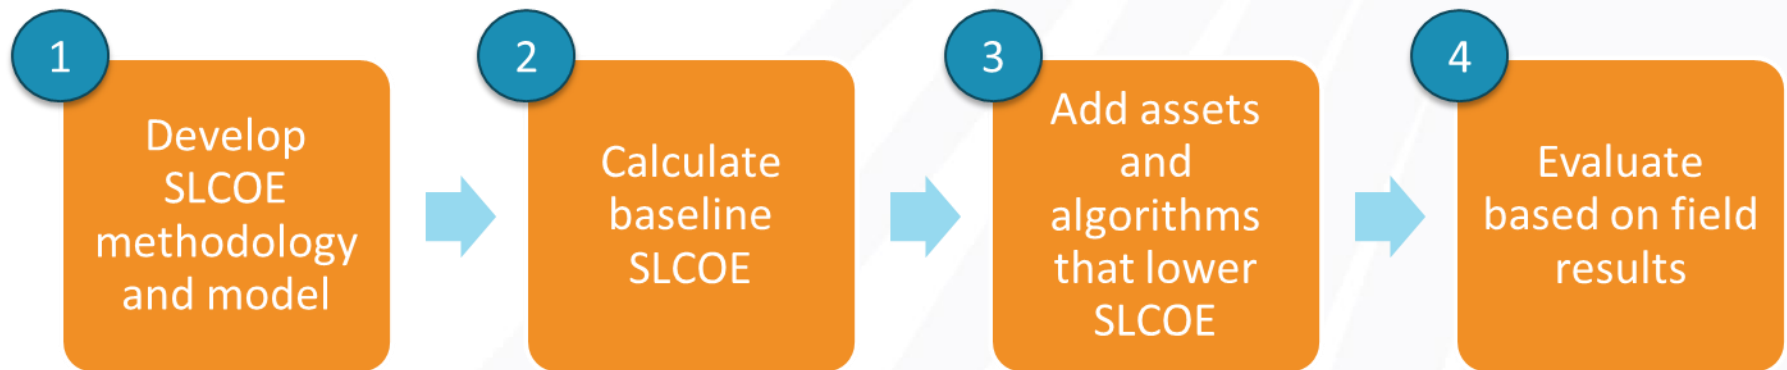 1
Develop
SLCOE
methodology
and model
2
Calculate
baseline
SLCOE
3
Add assets
and
algorithms
that lower
SLCOE
4
Evaluate
based on field
results